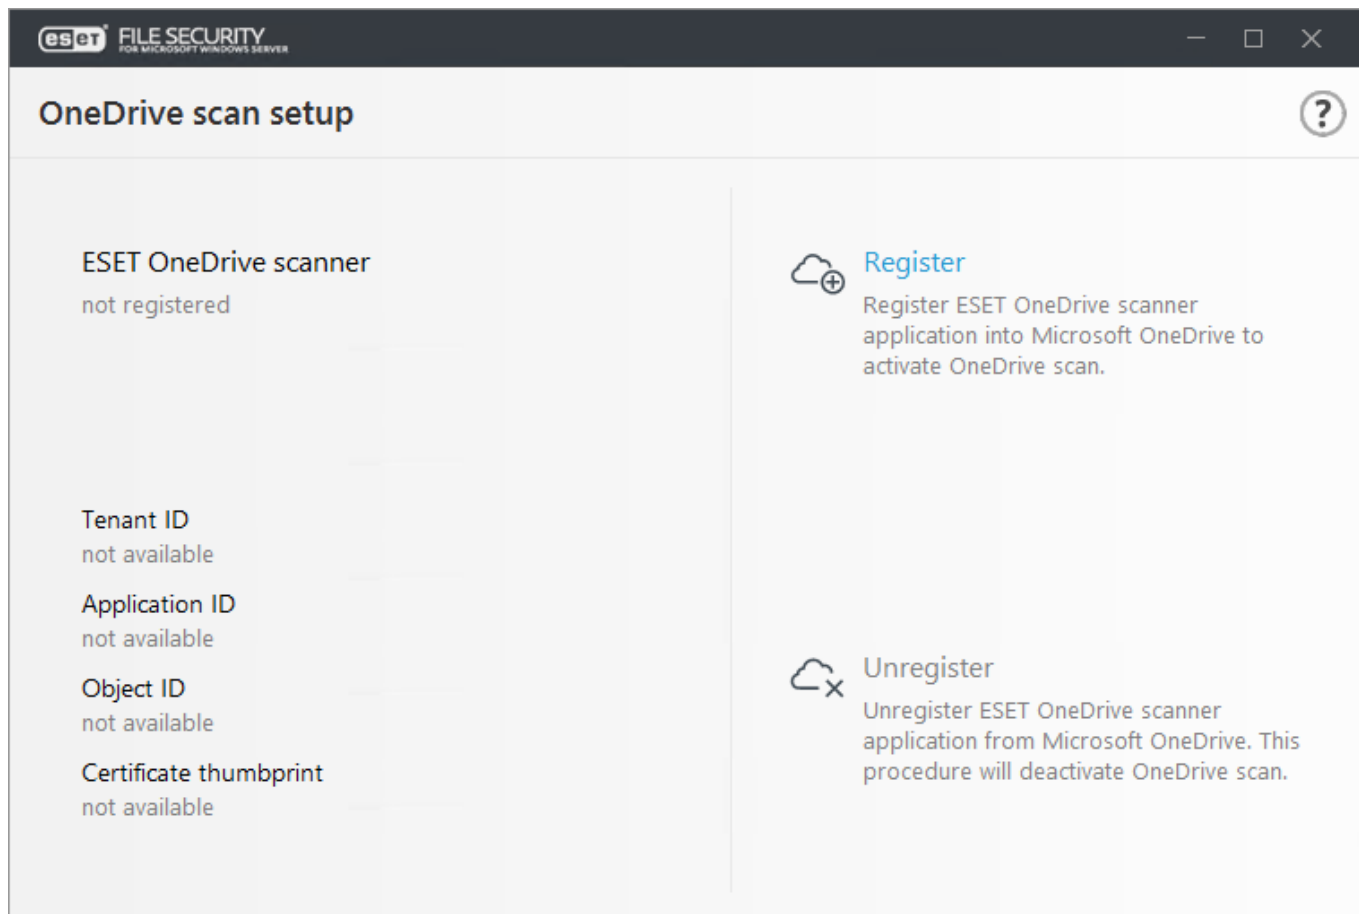 eset FILE SECURITY
FOR MICROSOFT WINDOWS SERVER
OneDrive scan setup
?
ESET OneDrive scanner
not registered
Register
Register ESET OneDrive scanner
application into Microsoft OneDrive to
activate OneDrive scan.
Tenant ID
not available
Application ID
not available
Object ID
not available
Certificate thumbprint
not available
Unregister
Unregister ESET OneDrive scanner
application from Microsoft OneDrive. This
procedure will deactivate OneDrive scan.